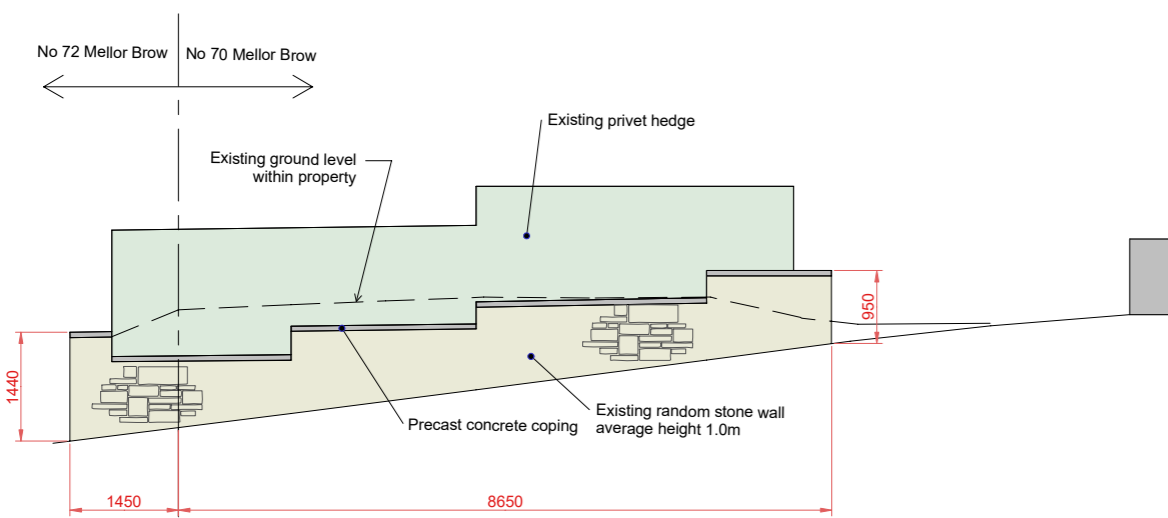 No 72 Mellor Brow
No 70 Mellor Brow
Existing privet hedge
Existing ground level
within property
950
1440
Precast concrete coping
Existing random stone wall
average height 1.0m
1450
8650